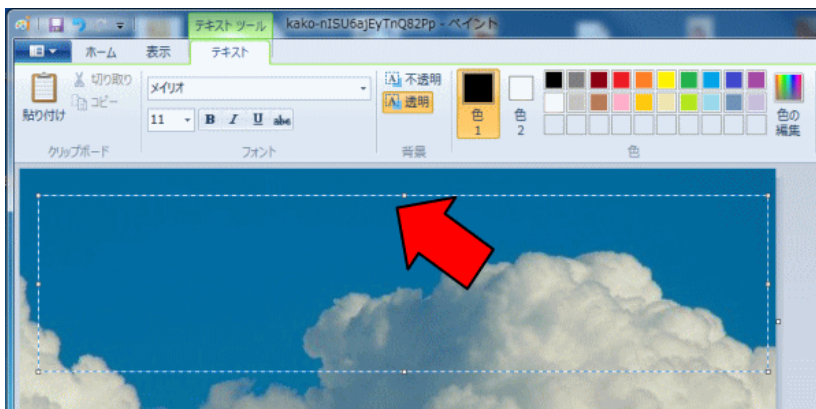 テキスト ツール
kako-nISU6ajEyTnQ82Pp - ペイント
ホーム
表示
テキスト
貼り付け
切り取り
コピー
クリップボード
メイリオ
11
B I U abc
フォント
不透明
透明
背景
色
1
色
2
色の
編集
色